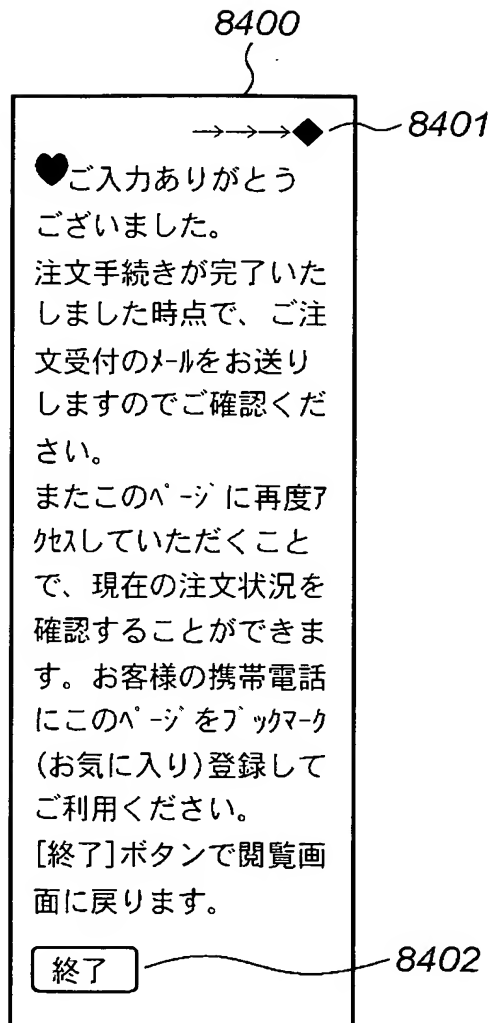 8400
→→→◆ 8401
♥ご入力ありがとう
ございました。
注文手続きが完了いた
しました時点で、ご注
文受付のﾒｰﾙをお送り
しますのでご確認くだ
さい。
またこのﾍﾟｰｼﾞに再度ｱ
ｸｾｽしていただくこと
で、現在の注文状況を
確認することができま
す。お客様の携帯電話
にこのﾍﾟｰｼﾞをﾌﾞｯｸﾏｰｸ
(お気に入り)登録して
ご利用ください。
[終了]ボタンで閲覧画
面に戻ります。
終了 8402